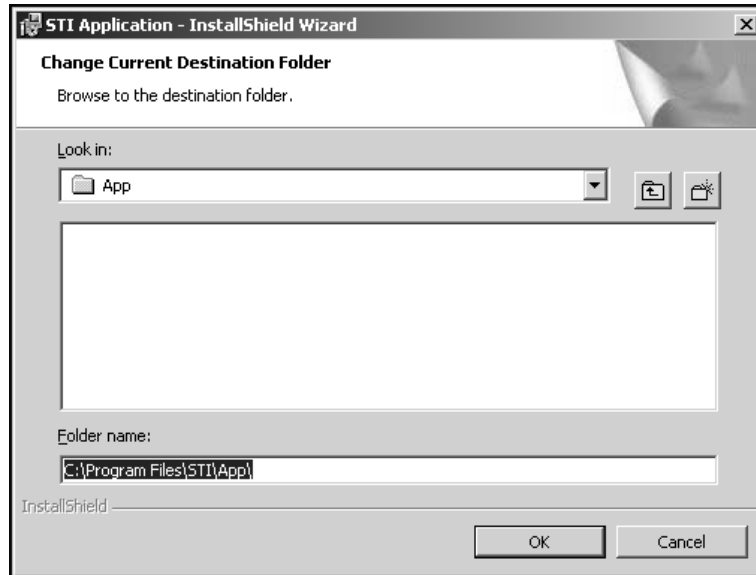 STI Application - InstallShield Wizard
Change Current Destination Folder
Browse to the destination folder.
Look in:
App
Folder name:
C:\Program Files\STI\App\
InstallShield
OK Cancel